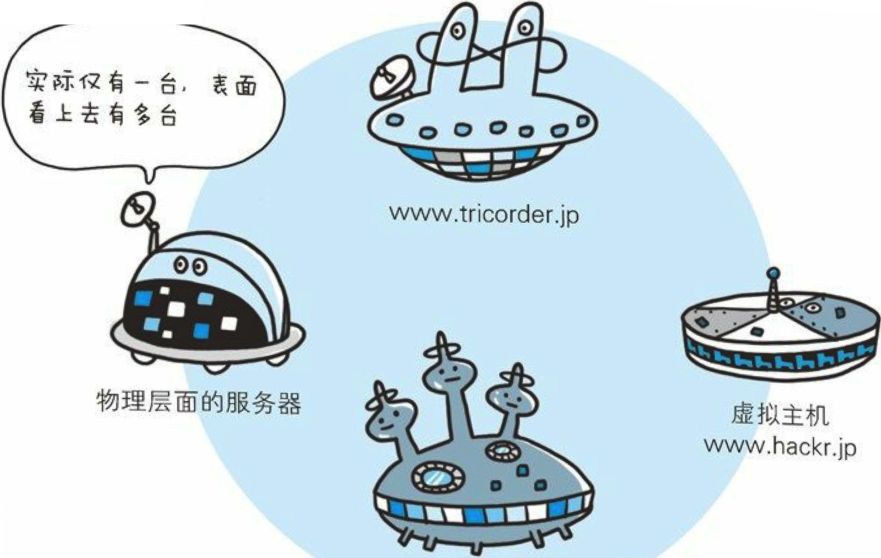 实际仅有一台，表面
看上去有多台
www.tricorder.jp
物理层面的服务器
虚拟主机
www.hackr.jp